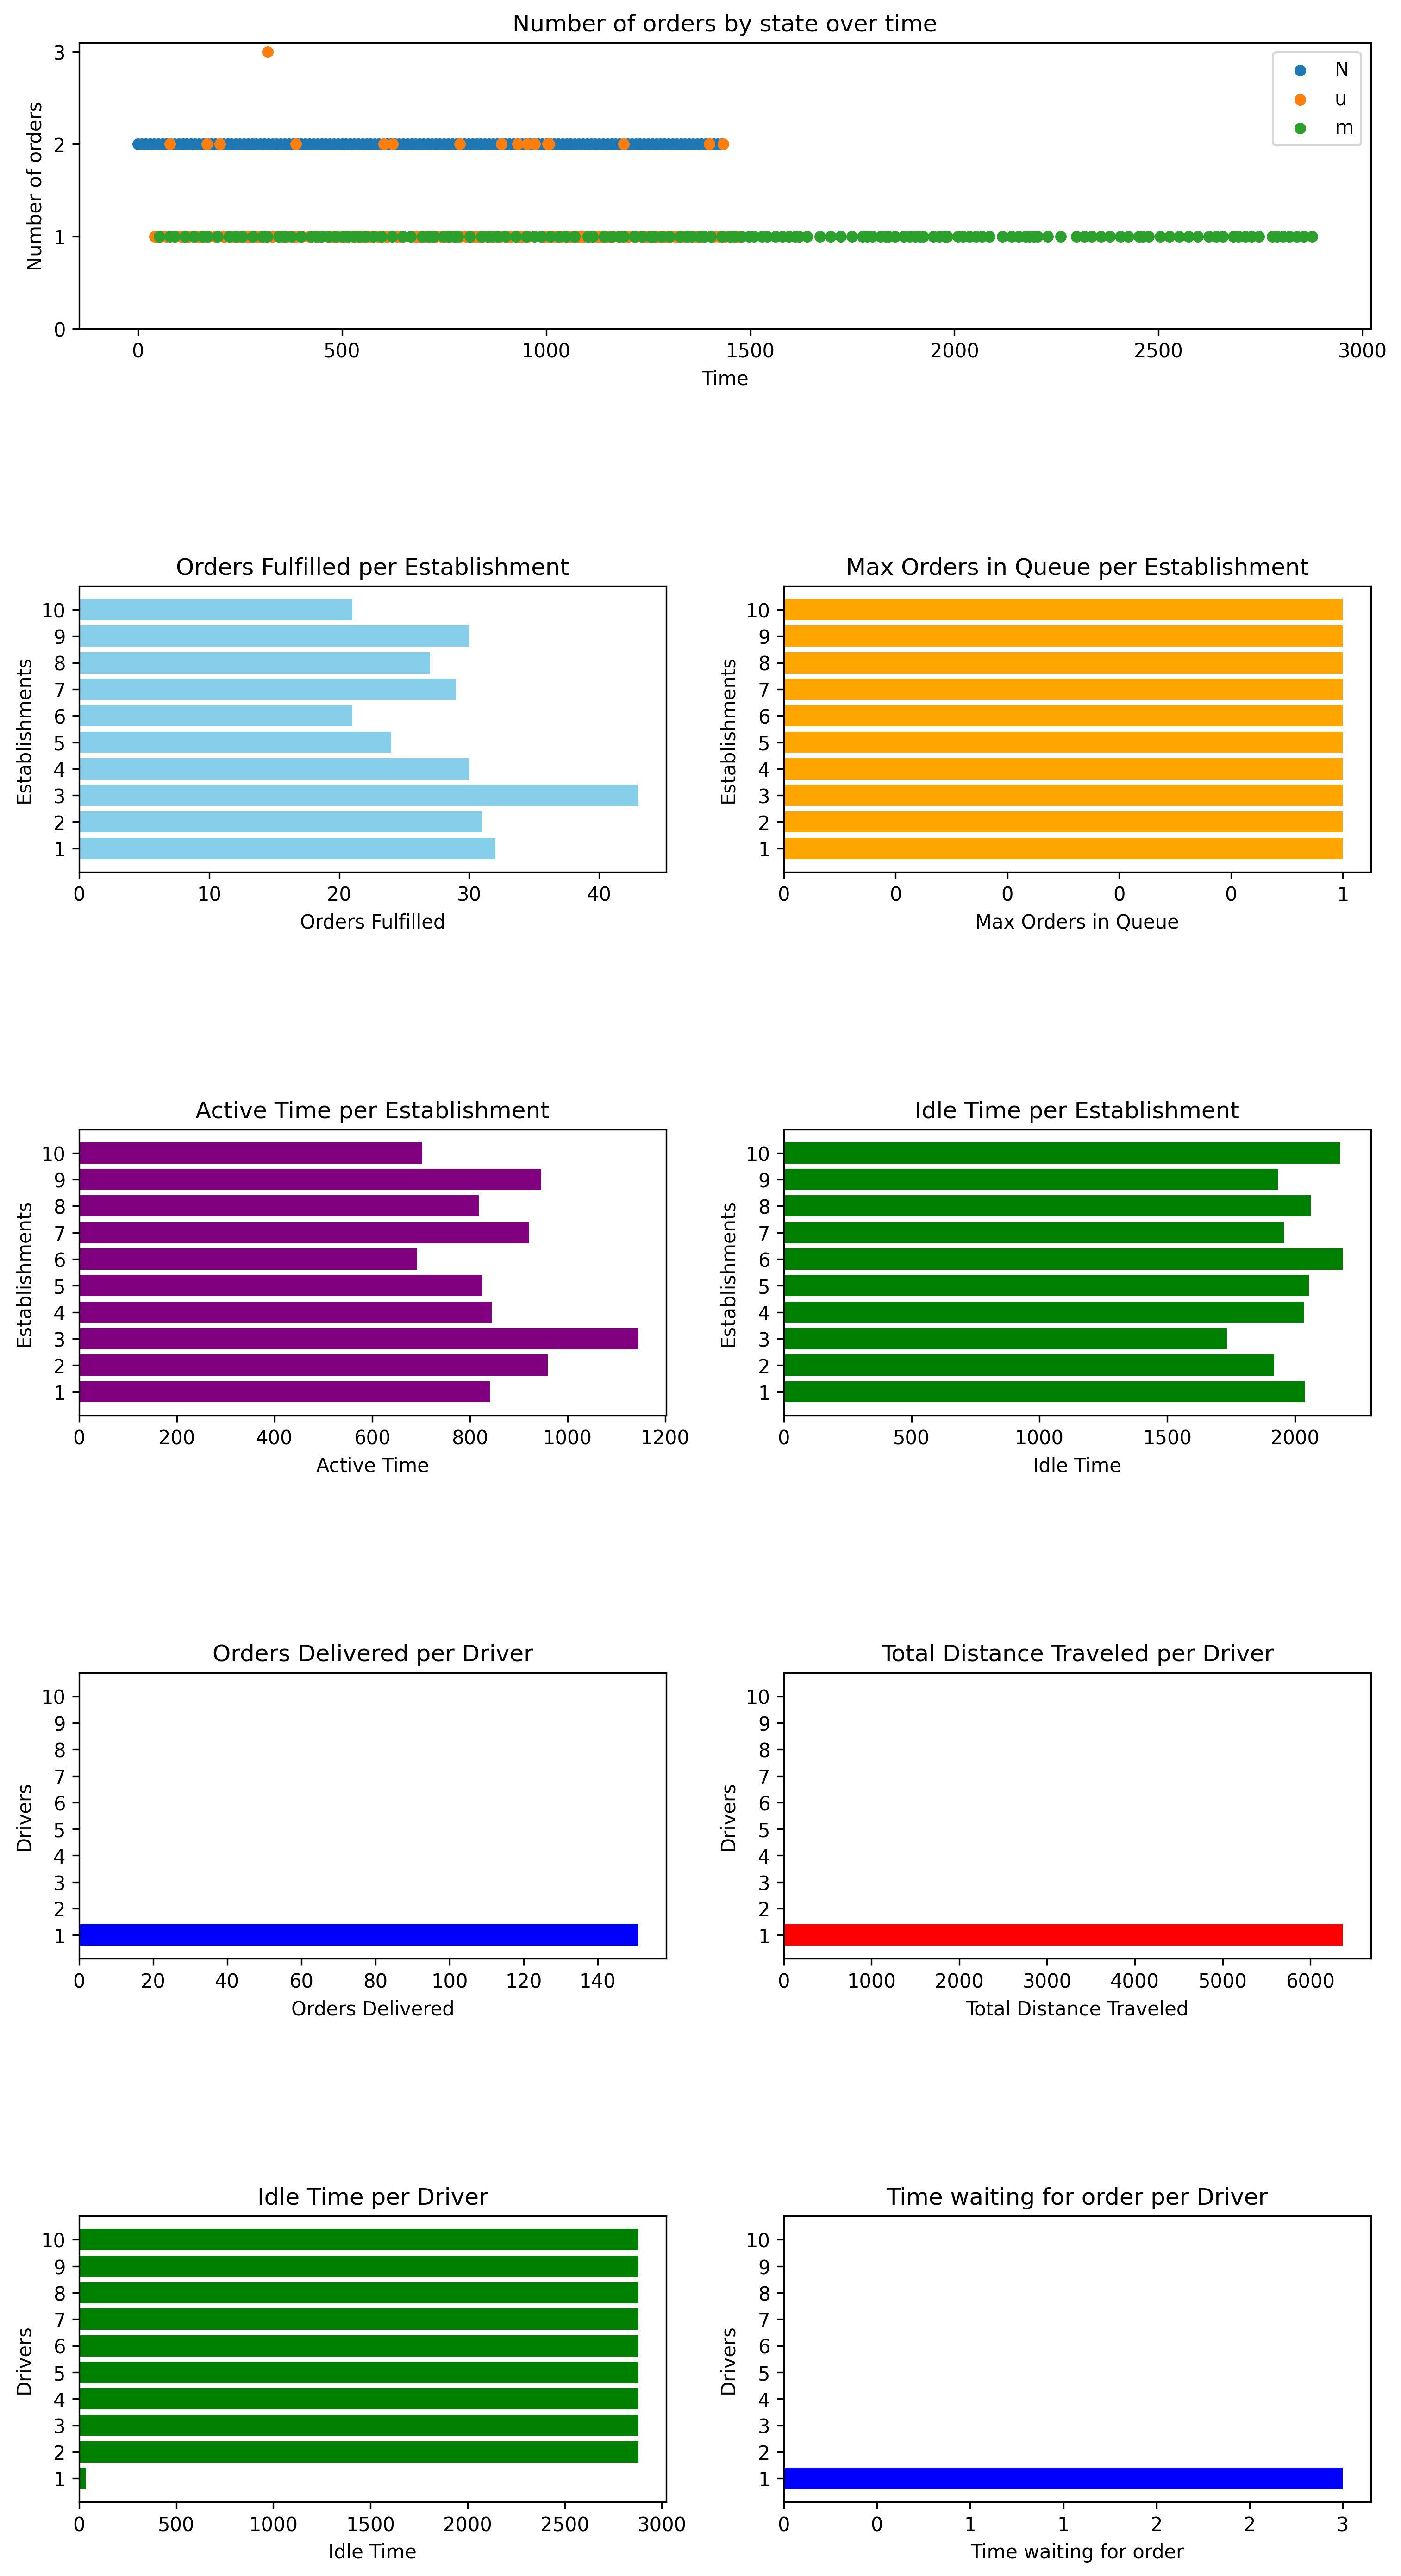 Number of orders by state over time
Number of orders
3
2
1
0
N
u
m
0 500 1000 1500 2000 2500 3000
Time
Orders Fulfilled per Establishment
Establishments
10
9
8
7
6
5
4
3
2
1
0 10 20 30 40
Orders Fulfilled
Max Orders in Queue per Establishment
Establishments
10
9
8
7
6
5
4
3
2
1
0 0 0 0 0 1
Max Orders in Queue
Active Time per Establishment
Establishments
10
9
8
7
6
5
4
3
2
1
0 200 400 600 800 1000 1200
Active Time
Idle Time per Establishment
Establishments
10
9
8
7
6
5
4
3
2
1
0 500 1000 1500 2000
Idle Time
Orders Delivered per Driver
Drivers
10
9
8
7
6
5
4
3
2
1
0 20 40 60 80 100 120 140
Orders Delivered
Total Distance Traveled per Driver
Drivers
10
9
8
7
6
5
4
3
2
1
0 1000 2000 3000 4000 5000 6000
Total Distance Traveled
Idle Time per Driver
Drivers
10
9
8
7
6
5
4
3
2
1
0 500 1000 1500 2000 2500 3000
Idle Time
Time waiting for order per Driver
Drivers
10
9
8
7
6
5
4
3
2
1
0 0 1 1 2 2 3
Time waiting for order